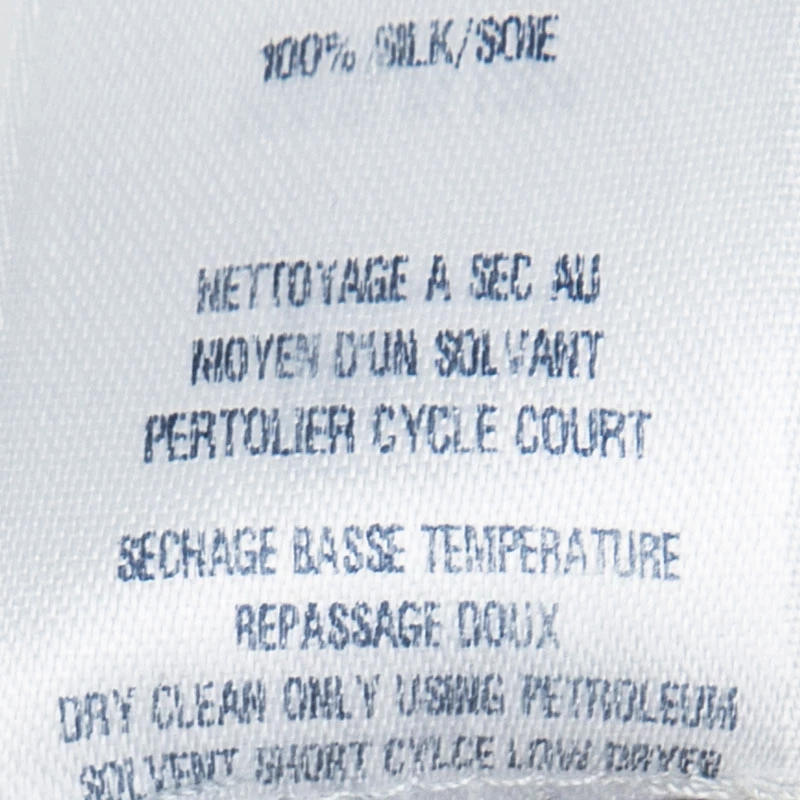 100% SILK/SOIE
NETTOYAGE A SEC AU
MOYEN D'UN SOLVANT
PERTOLIER CYCLE COURT
SECHAGE BASSE TEMPERATURE
REPASSAGE DOUX
DRY CLEAN ONLY USING PETROLEUM
SOLVENT SHORT CYLCE LOW DRYER